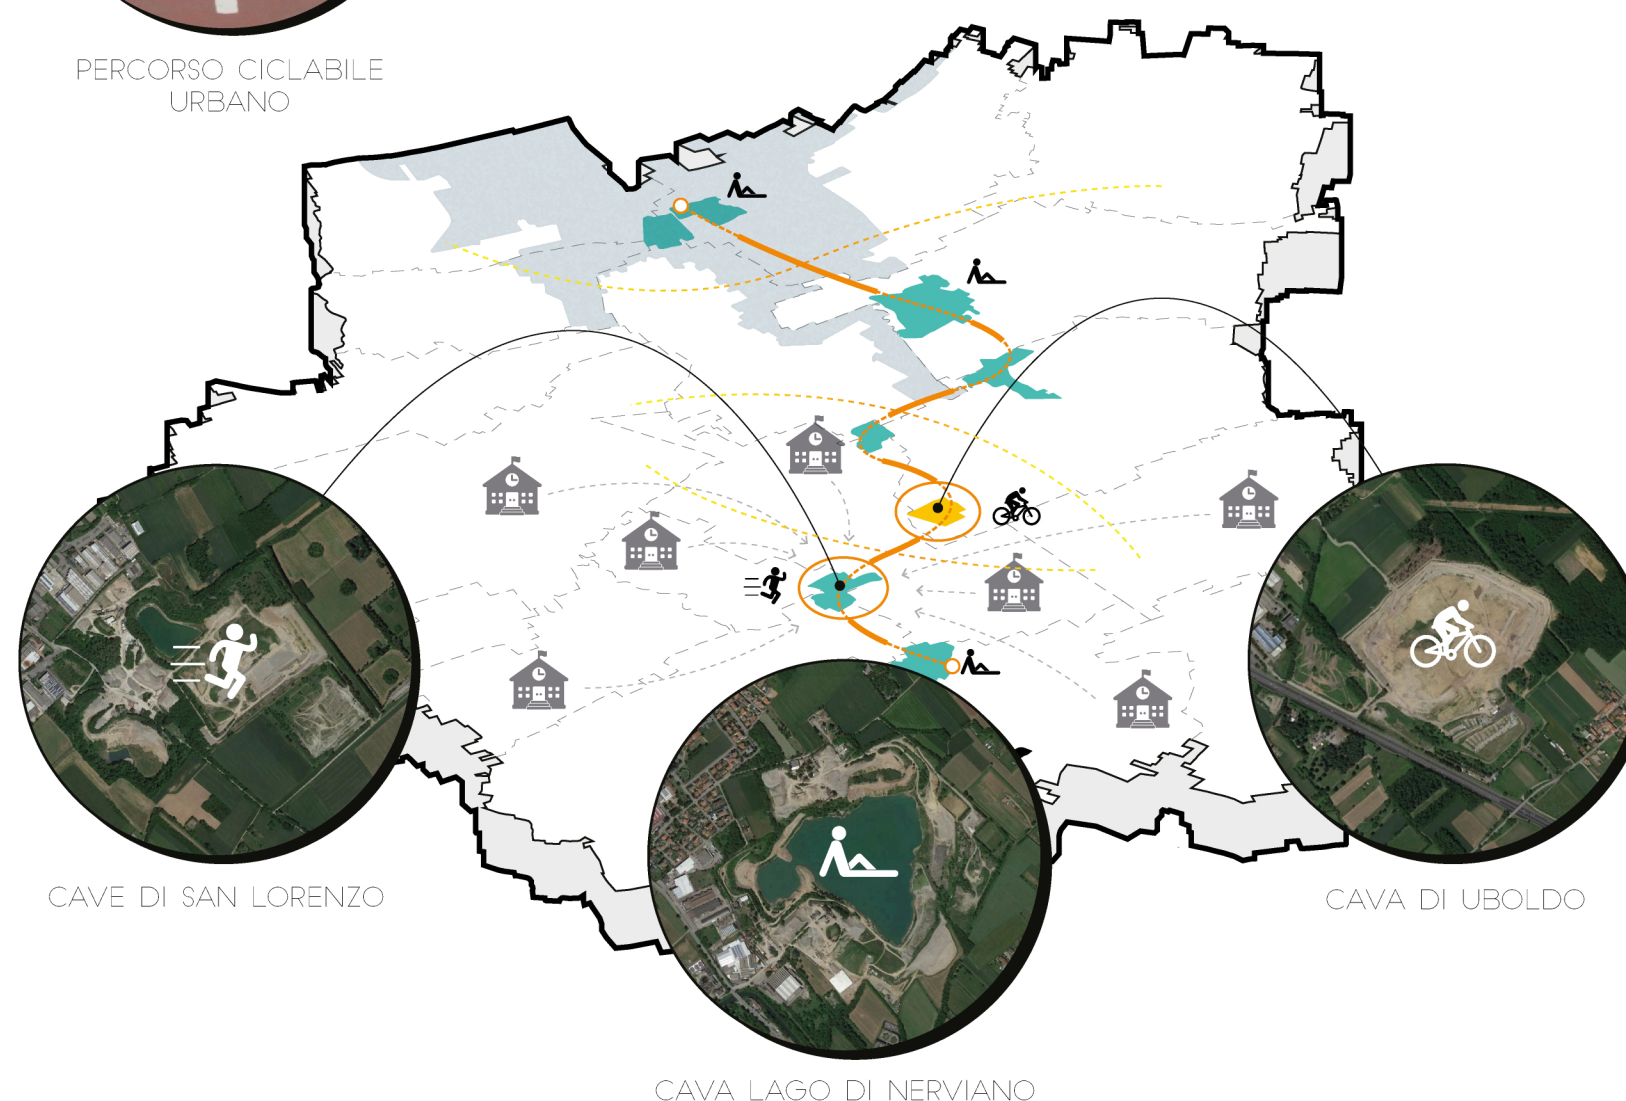 PERCORSO CICLABILE
URBANO
CAVE DI SAN LORENZO
CAVA DI UBOLDO
CAVA LAGO DI NERVIANO